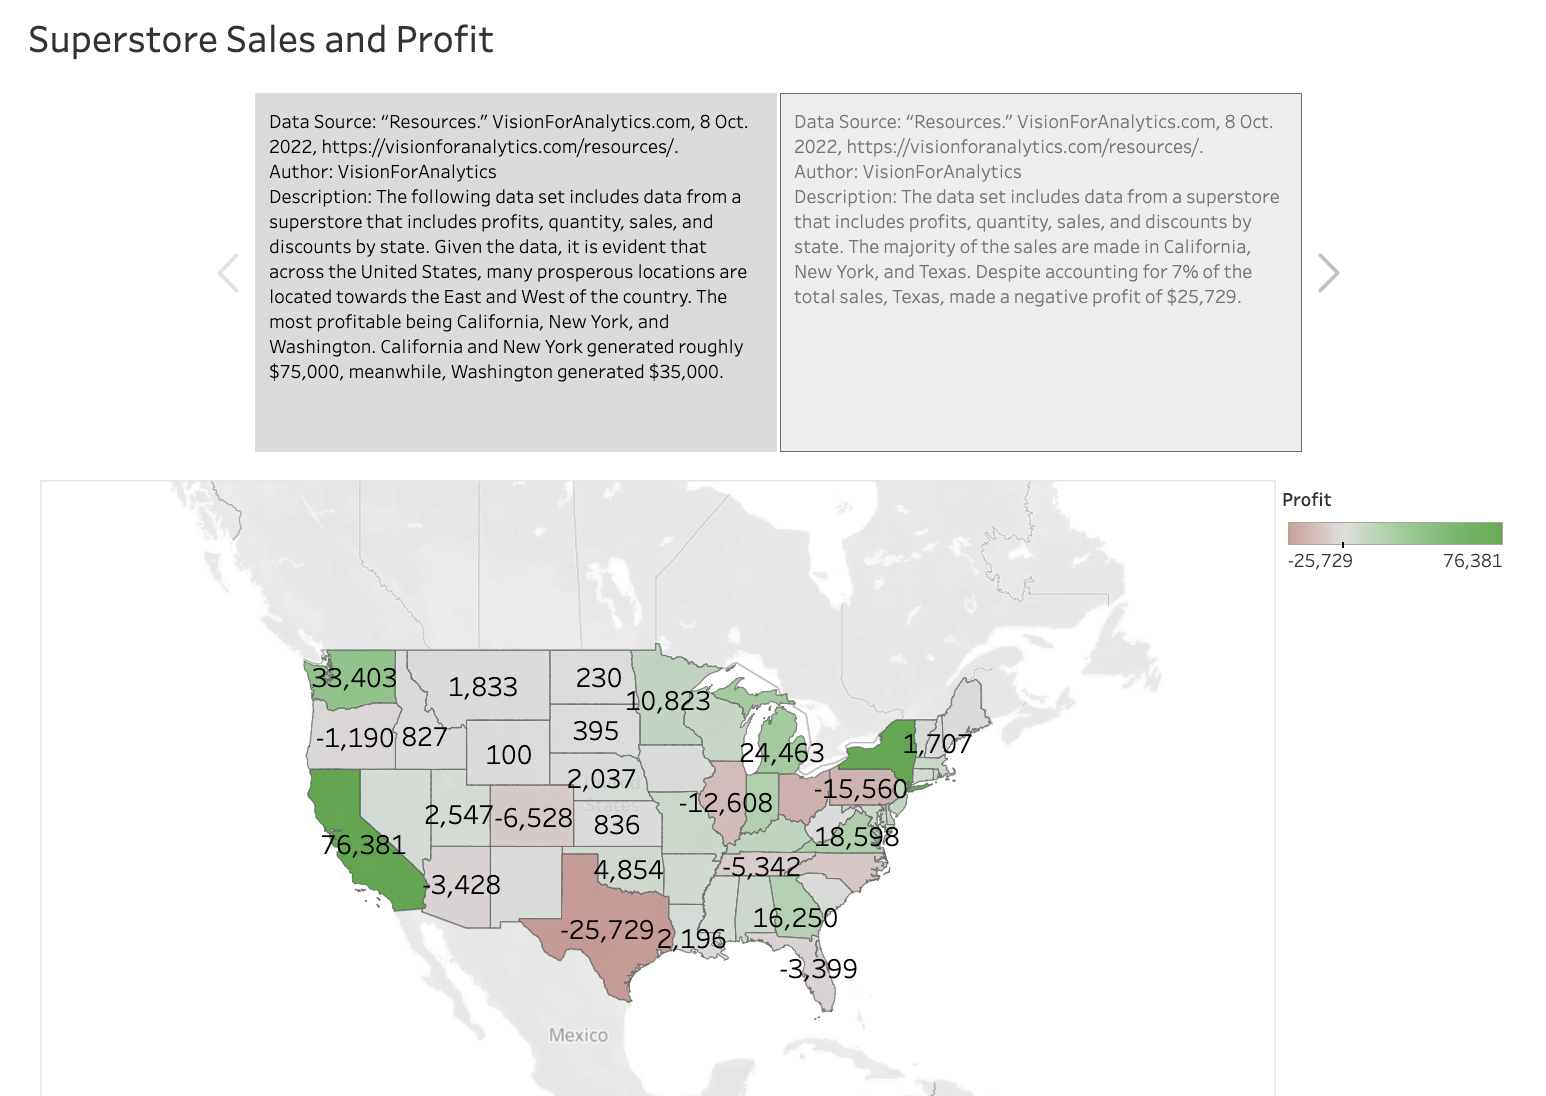 Superstore Sales and Profit
Data Source: “Resources.” VisionForAnalytics.com, 8 Oct.
2022, https://visionforanalytics.com/resources/.
Author: VisionForAnalytics
Description: The following data set includes data from a
superstore that includes profits, quantity, sales, and
discounts by state. Given the data, it is evident that
across the United States, many prosperous locations are
located towards the East and West of the country. The
most profitable being California, New York, and
Washington. California and New York generated roughly
$75,000, meanwhile, Washington generated $35,000.
Data Source: “Resources.” VisionForAnalytics.com, 8 Oct.
2022, https://visionforanalytics.com/resources/.
Author: VisionForAnalytics
Description: The data set includes data from a superstore
that includes profits, quantity, sales, and discounts by
state. The majority of the sales are made in California,
New York, and Texas. Despite accounting for 7% of the
total sales, Texas, made a negative profit of $25,729.
Profit
-25,729 76,381
33,403
1,833
230
10,823
-1,190
827
395
1,707
100
24,463
2,037
States
-15,560
-12,608
2,547
-6,528
836
76,381
18,598
4,854
-5,342
-3,428
16,250
-25,729
2,196
-3,399
Mexico